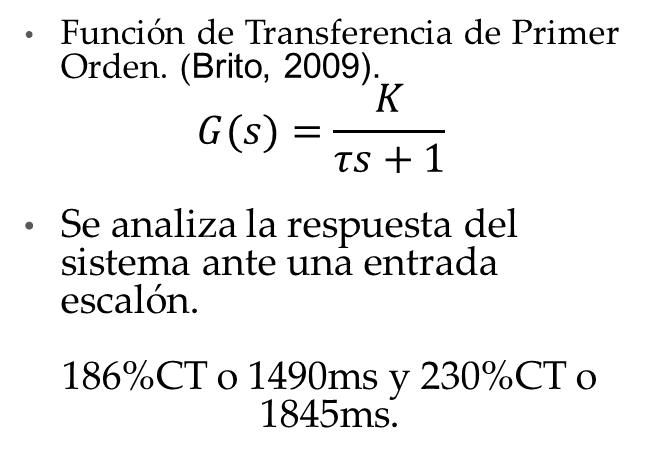 • Función de Transferencia de Primer
Orden. (Brito, 2009).
G(s) = K / (τs + 1)
• Se analiza la respuesta del
sistema ante una entrada
escalón.
186%CT o 1490ms y 230%CT o
1845ms.